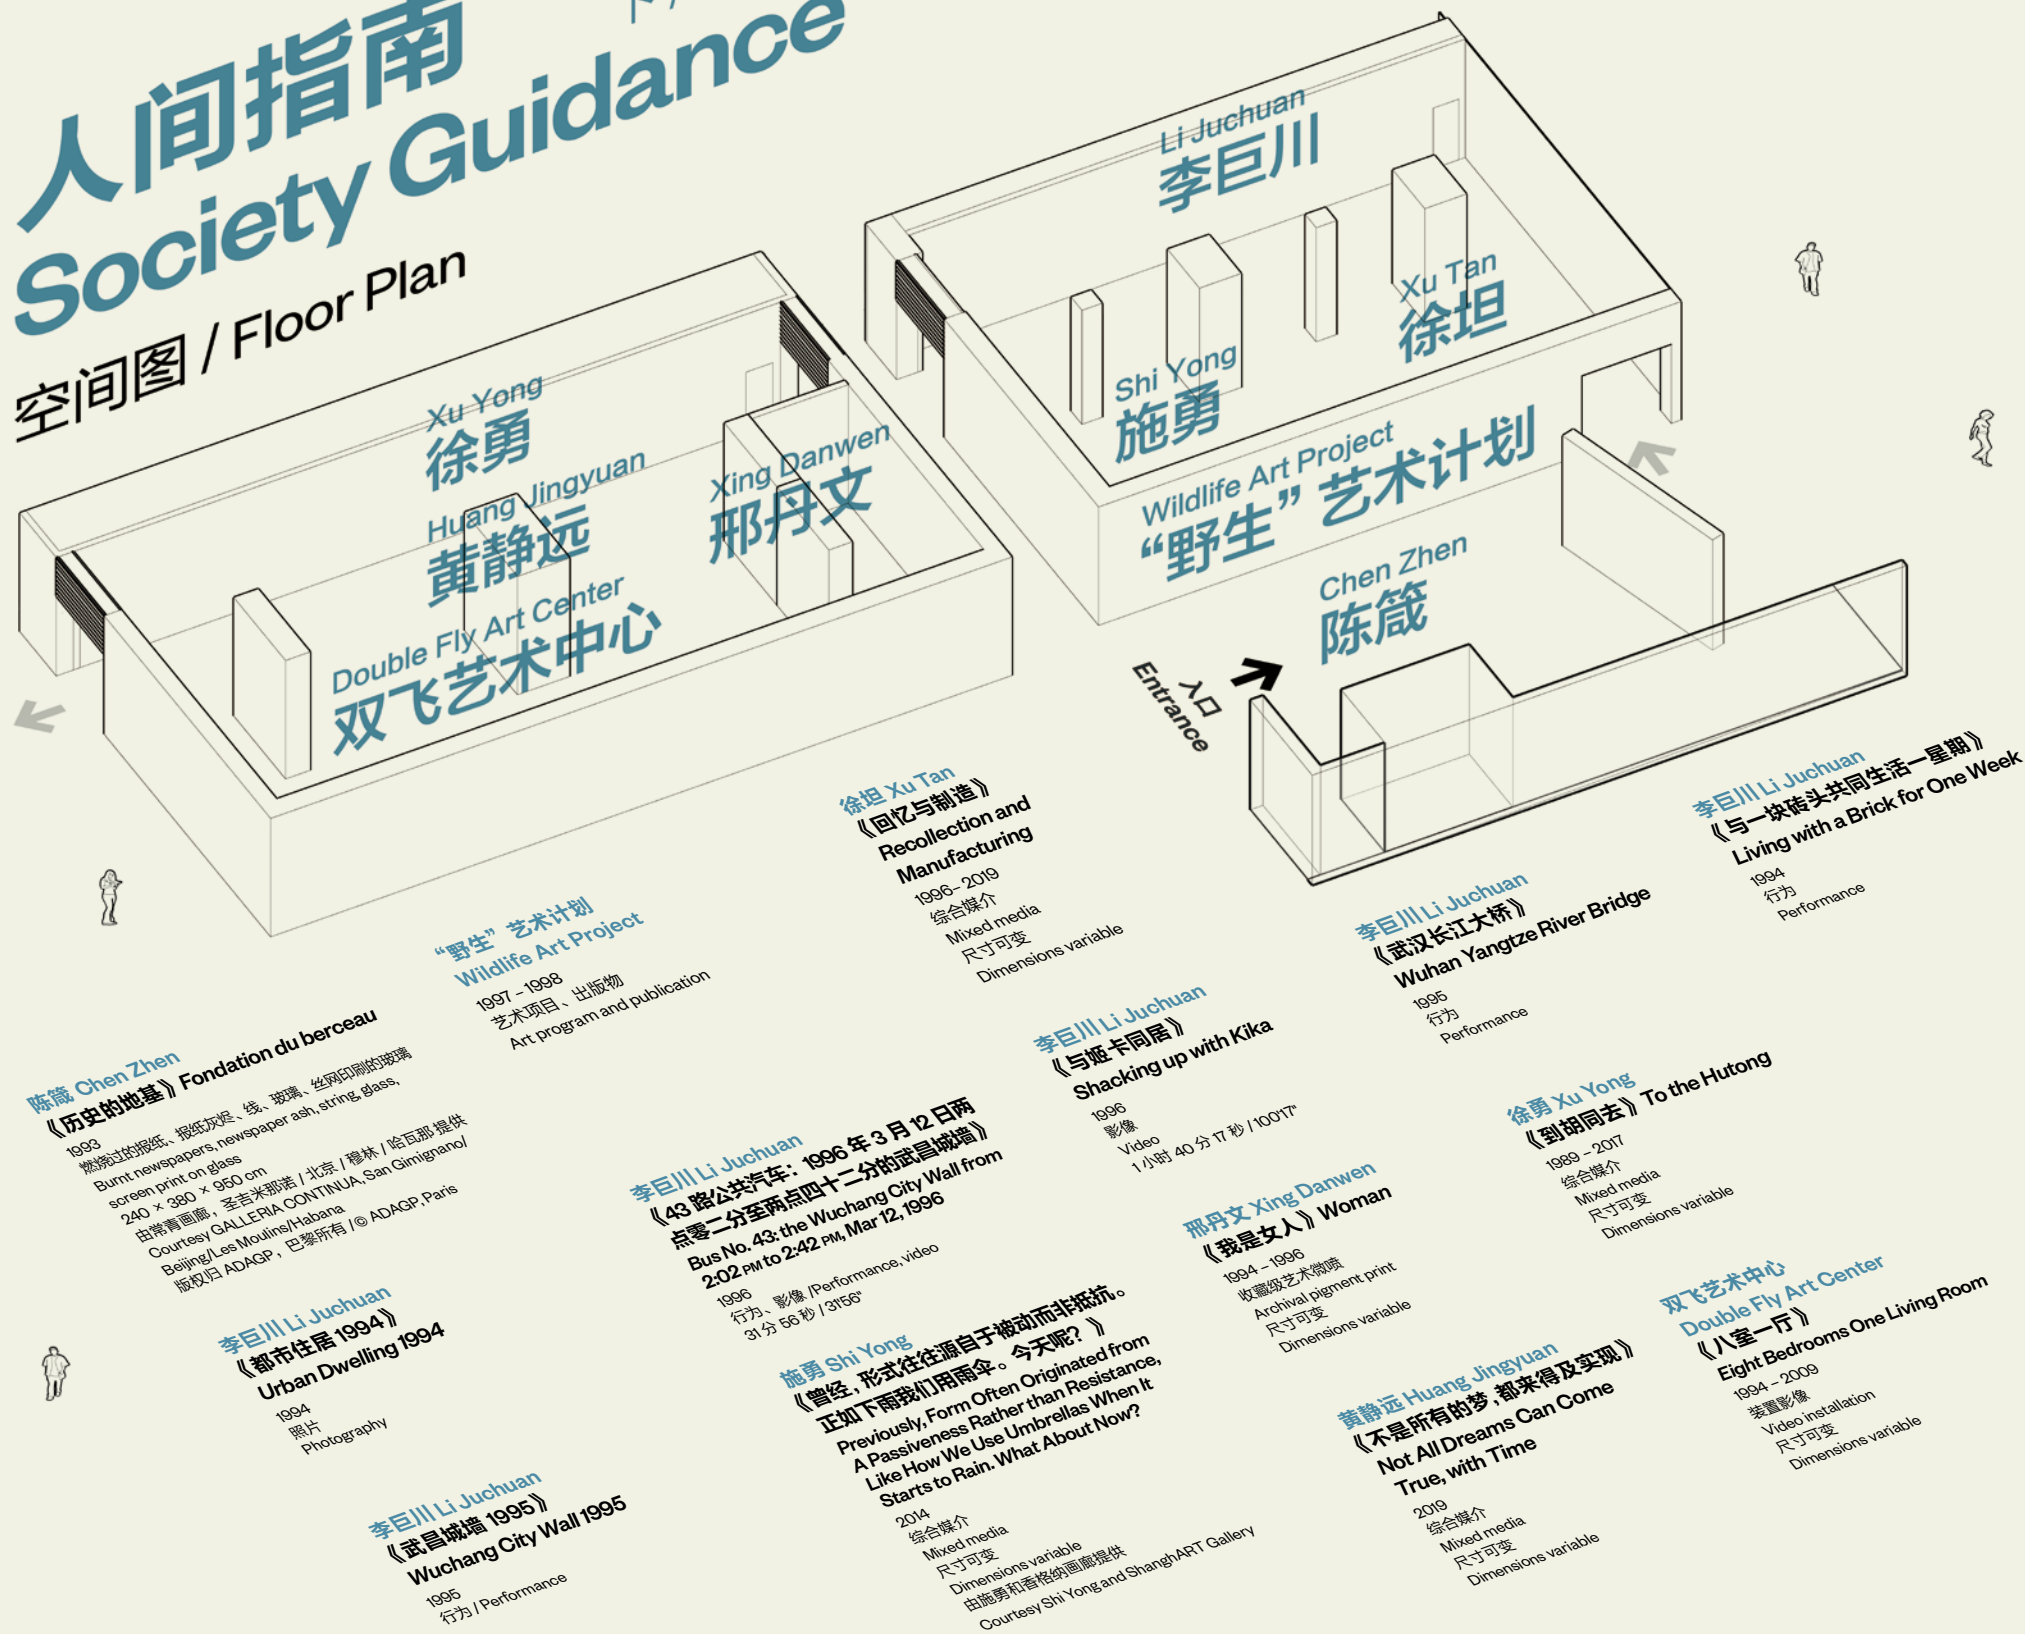 人间指南
Society Guidance
空间图 / Floor Plan
Xu Yong
徐勇
Huang Jingyuan
黄静远
Double Fly Art Center
双飞艺术中心
Xing Danwen
邢丹文
Li Juchuan
李巨川
Xu Tan
徐坦
Shi Yong
施勇
Wildlife Art Project
“野生”艺术计划
Chen Zhen
陈箴
入口
Entrance
陈箴 Chen Zhen
《历史的地基》Fondation du berceau
1993
燃烧过的报纸、报纸灰烬、线、玻璃、丝网印刷的玻璃
Burnt newspapers, newspaper ash, string, glass,
screen print on glass
240 × 380 × 950 cm
由常青画廊，圣吉米那诺 / 北京 / 穆林 / 哈瓦那 提供
Courtesy GALLERIA CONTINUA, San Gimignano/
Beijing/Les Moulins/Habana
版权归 ADAGP，巴黎所有 / © ADAGP, Paris
“野生”艺术计划
Wildlife Art Project
1997 – 1998
艺术项目、出版物
Art program and publication
徐坦 Xu Tan
《回忆与制造》
Recollection and
Manufacturing
1996– 2019
综合媒介
Mixed media
尺寸可变
Dimensions variable
李巨川 Li Juchuan
《与一块砖头共同生活一星期》
Living with a Brick for One Week
1994
行为
Performance
李巨川 Li Juchuan
《武汉长江大桥》
Wuhan Yangtze River Bridge
1995
行为
Performance
李巨川 Li Juchuan
《与姬卡同居》
Shacking up with Kika
1996
影像
Video
1 小时 40 分 17 秒 / 100'17"
李巨川 Li Juchuan
《43 路公共汽车：1996 年 3 月 12 日两
点零二分至两点四十二分的武昌城墙》
Bus No. 43: the Wuchang City Wall from
2:02 PM to 2:42 PM, Mar 12, 1996
1996
行为、影像 /Performance, video
31 分 56 秒 / 31'56"
李巨川 Li Juchuan
《都市住居 1994》
Urban Dwelling 1994
1994
照片
Photography
李巨川 Li Juchuan
《武昌城墙 1995》
Wuchang City Wall 1995
1995
行为 / Performance
施勇 Shi Yong
《曾经，形式往往源自于被动而非抵抗。
正如下雨我们用雨伞。今天呢？》
Previously, Form Often Originated from
A Passiveness Rather than Resistance,
Like How We Use Umbrellas When It
Starts to Rain. What About Now?
2014
综合媒介
Mixed media
尺寸可变
Dimensions variable
由施勇和香格纳画廊提供
Courtesy Shi Yong and ShanghART Gallery
邢丹文 Xing Danwen
《我是女人》Woman
1994 – 1996
收藏级艺术微喷
Archival pigment print
尺寸可变
Dimensions variable
徐勇 Xu Yong
《到胡同去》To the Hutong
1989 – 2017
综合媒介
Mixed media
尺寸可变
Dimensions variable
黄静远 Huang Jingyuan
《不是所有的梦，都来得及实现》
Not All Dreams Can Come
True, with Time
2019
综合媒介
Mixed media
尺寸可变
Dimensions variable
双飞艺术中心
Double Fly Art Center
《八室一厅》
Eight Bedrooms One Living Room
1994 – 2009
装置影像
Video installation
尺寸可变
Dimensions variable